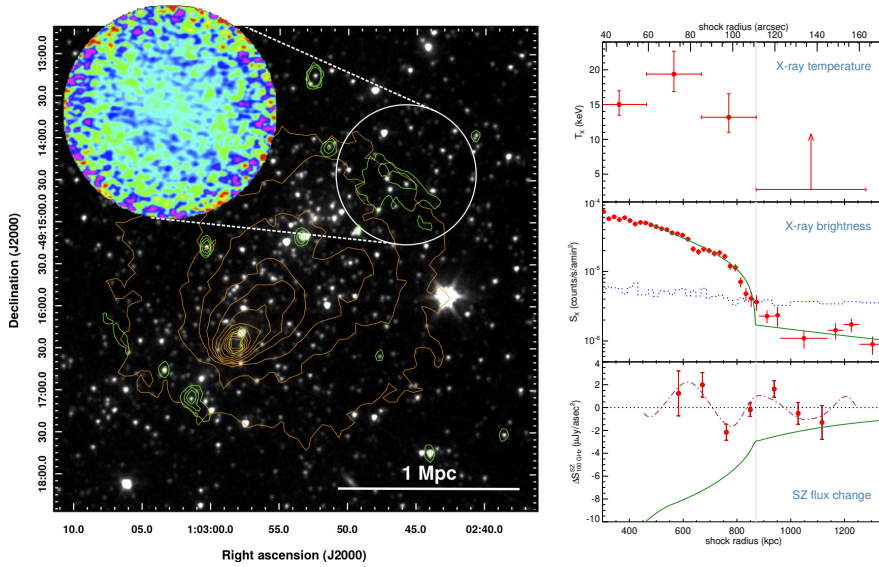 shock radius (arcsec)
40 60 80 100 120 140 160
X-ray temperature
20
15
10
5
T_X (keV)
X-ray brightness
10^-4
10^-5
10^-6
S_X (counts/s/amin²)
SZ flux change
4
2
0
-2
-4
-6
-8
-10
ΔS^SZ_100 GHz (µJy/asec²)
400 600 800 1000 1200
shock radius (kpc)
Declination (J2000)
13:00.0
30.0
14:00.0
30.0
-49:15:00.0
30.0
16:00.0
30.0
17:00.0
30.0
18:00.0
1 Mpc
10.0 05.0 1:03:00.0 55.0 50.0 45.0 02:40.0
Right ascension (J2000)